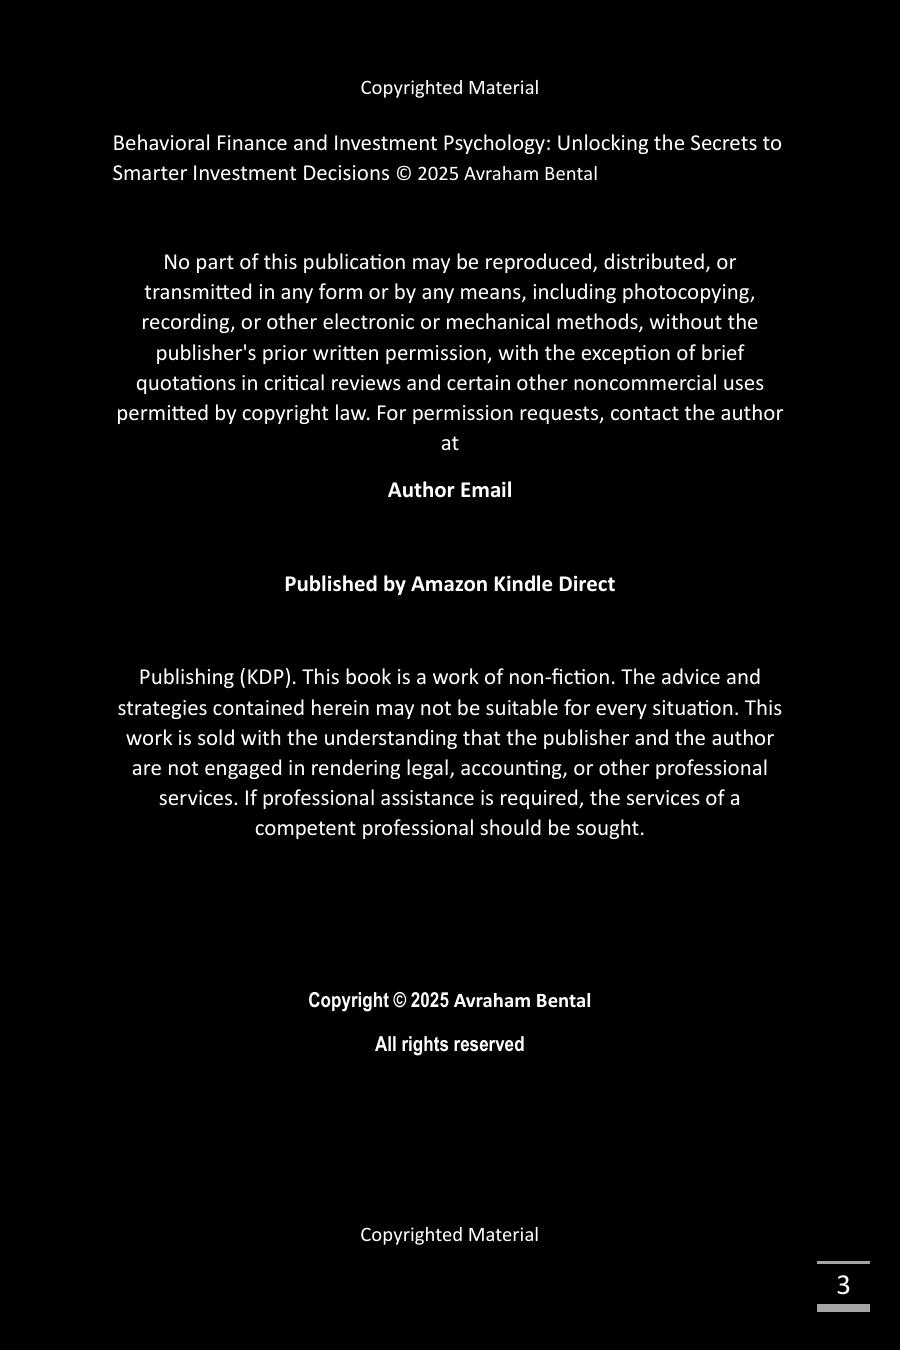 Copyrighted Material
Behavioral Finance and Investment Psychology: Unlocking the Secrets to
Smarter Investment Decisions © 2025 Avraham Bental
No part of this publication may be reproduced, distributed, or
transmitted in any form or by any means, including photocopying,
recording, or other electronic or mechanical methods, without the
publisher's prior written permission, with the exception of brief
quotations in critical reviews and certain other noncommercial uses
permitted by copyright law. For permission requests, contact the author
at
Author Email
Published by Amazon Kindle Direct
Publishing (KDP). This book is a work of non-fiction. The advice and
strategies contained herein may not be suitable for every situation. This
work is sold with the understanding that the publisher and the author
are not engaged in rendering legal, accounting, or other professional
services. If professional assistance is required, the services of a
competent professional should be sought.
Copyright © 2025 Avraham Bental
All rights reserved
Copyrighted Material
3